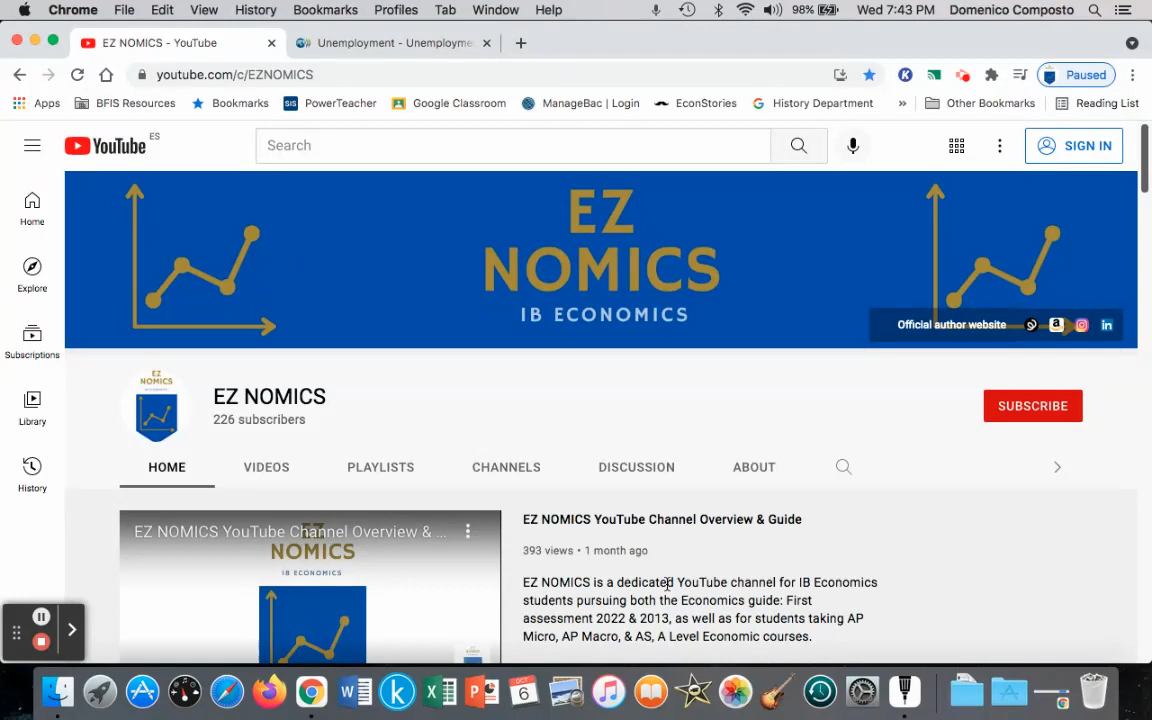 Chrome File Edit View History Bookmarks Profiles Tab Window Help 98% Wed 7:43 PM Domenico Composto
EZ NOMICS - YouTube Unemployment - Unemployme
youtube.com/c/EZNOMICS Paused
Apps BFIS Resources Bookmarks SIS PowerTeacher Google Classroom ManageBac | Login EconStories History Department » Other Bookmarks Reading List
YouTube ES Search SIGN IN
EZ
NOMICS
IB ECONOMICS
Official author website
Home
Explore
Subscriptions
Library
History
EZ
NOMICS
EZ NOMICS
226 subscribers
SUBSCRIBE
HOME VIDEOS PLAYLISTS CHANNELS DISCUSSION ABOUT
EZ NOMICS YouTube Channel Overview & ...
NOMICS
IB ECONOMICS
EZ NOMICS YouTube Channel Overview & Guide
393 views • 1 month ago
EZ NOMICS is a dedicated YouTube channel for IB Economics
students pursuing both the Economics guide: First
assessment 2022 & 2013, as well as for students taking AP
Micro, AP Macro, & AS, A Level Economic courses.
OCT
6